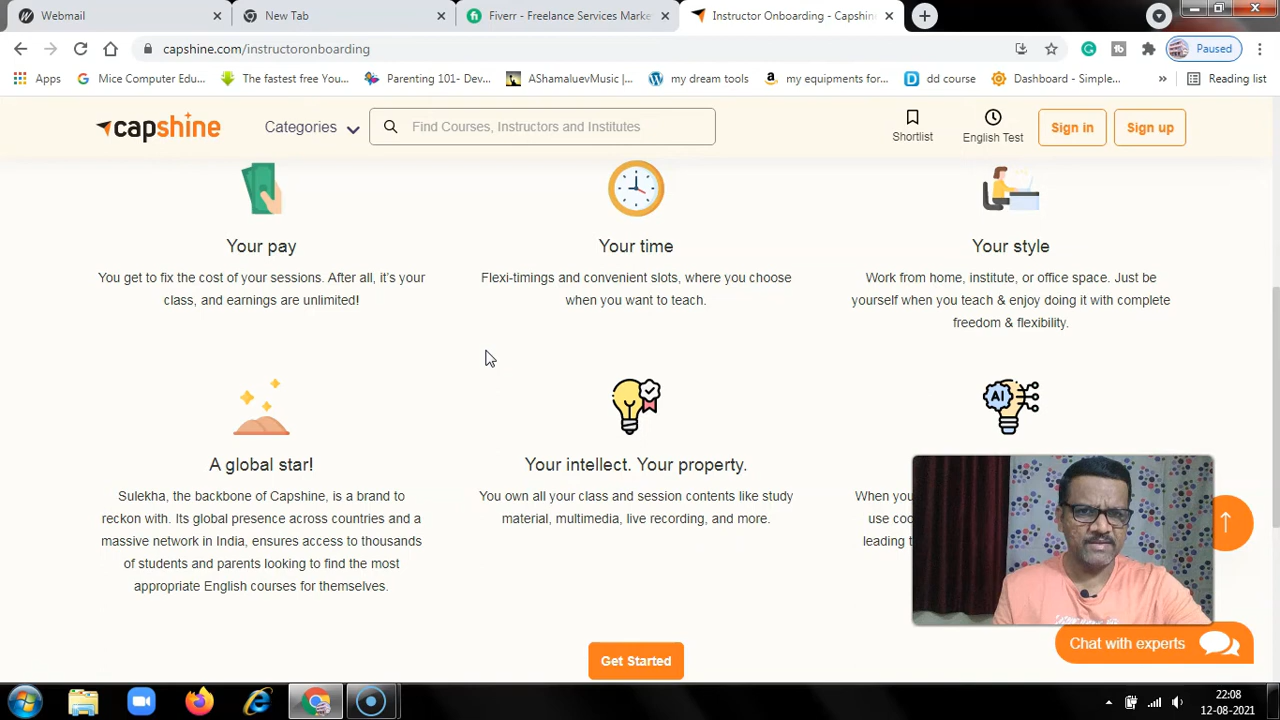 Webmail
New Tab
Fiverr - Freelance Services Marke
Instructor Onboarding - Capshin
capshine.com/instructoronboarding
Paused
Apps
Mice Computer Edu...
The fastest free You...
Parenting 101- Dev...
AShamaluevMusic |...
my dream tools
my equipments for...
dd course
Dashboard - Simple...
»
Reading list
capshine
Categories
Find Courses, Instructors and Institutes
Shortlist
English Test
Sign in
Sign up
Your pay
You get to fix the cost of your sessions. After all, it's your
class, and earnings are unlimited!
Your time
Flexi-timings and convenient slots, where you choose
when you want to teach.
Your style
Work from home, institute, or office space. Just be
yourself when you teach & enjoy doing it with complete
freedom & flexibility.
A global star!
Sulekha, the backbone of Capshine, is a brand to
reckon with. Its global presence across countries and a
massive network in India, ensures access to thousands
of students and parents looking to find the most
appropriate English courses for themselves.
Your intellect. Your property.
You own all your class and session contents like study
material, multimedia, live recording, and more.
AI
When you
use coo
leading t
Get Started
Chat with experts
22:08
12-08-2021